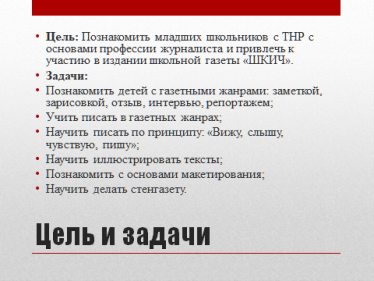 • Цель: Познакомить младших школьников с ТНР с
основами профессии журналиста и привлечь к
участию в издании школьной газеты «ШКИЧ».
• Задачи:
• Познакомить детей с газетными жанрами: заметкой,
зарисовкой, отзыв, интервью, репортажем;
• Учить писать в газетных жанрах;
• Научить писать по принципу: «Вижу, слышу,
чувствую, пишу»;
• Научить иллюстрировать тексты;
• Познакомить с основами макетирования;
• Научить делать стенгазету.
Цель и задачи